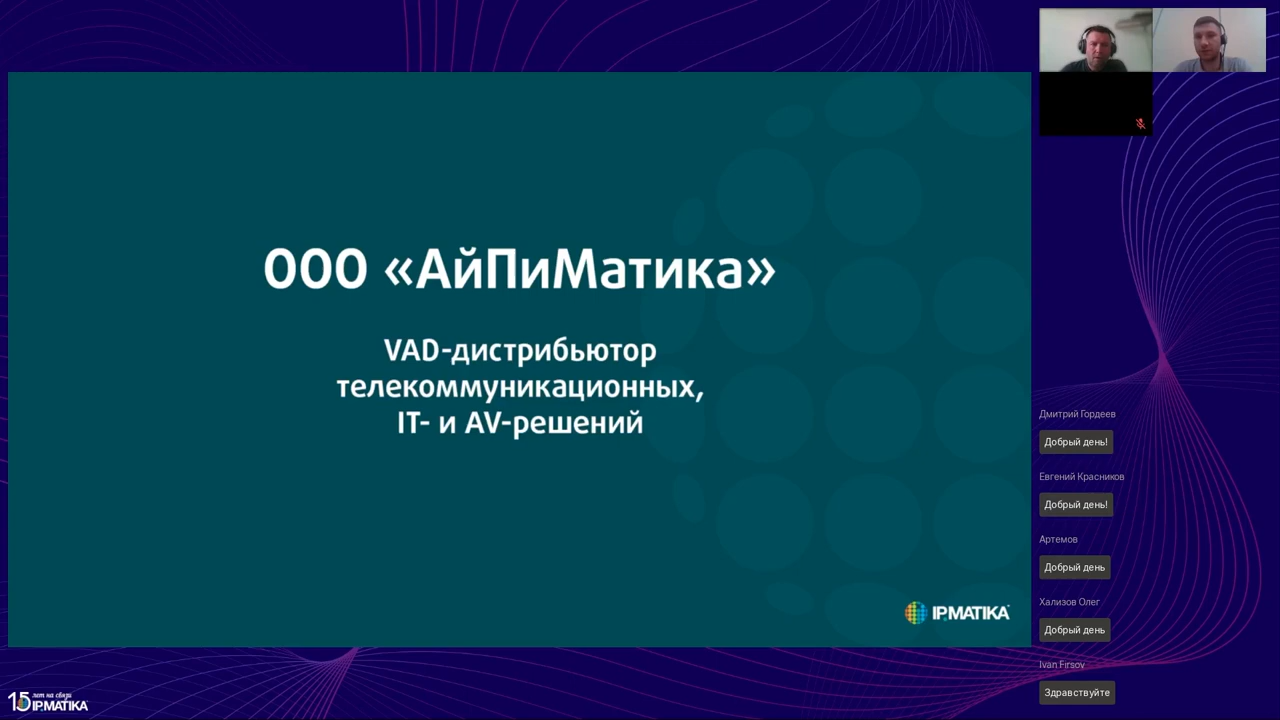 ООО «АйПиМатика»
VAD-дистрибьютор
телекоммуникационных,
IT- и AV-решений
IPMATIKA
Дмитрий Гордеев
Добрый день!
Евгений Красников
Добрый день!
Артемов
Добрый день
Хализов Олег
Добрый день
Ivan Firsov
Здравствуйте
15 лет на связи
IPMATIKA